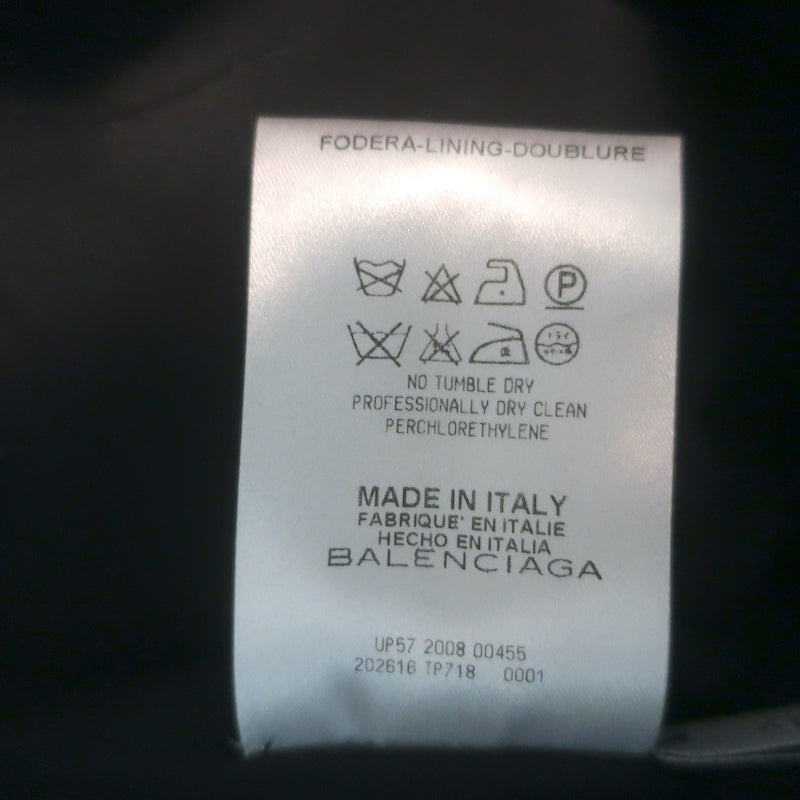 FODERA-LINING-DOUBLURE
P
NO TUMBLE DRY
PROFESSIONALLY DRY CLEAN
PERCHLORETHYLENE
MADE IN ITALY
FABRIQUE' EN ITALIE
HECHO EN ITALIA
BALENCIAGA
UP57 2008 00455
202616 TP718 0001